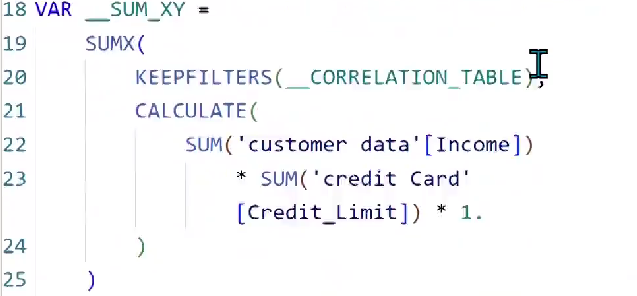 18 VAR __SUM_XY =
19 SUMX(
20 KEEPFILTERS(__CORRELATION_TABLE),
21 CALCULATE(
22 SUM('customer data'[Income])
23 * SUM('credit Card'
[Credit_Limit]) * 1.
24 )
25 )